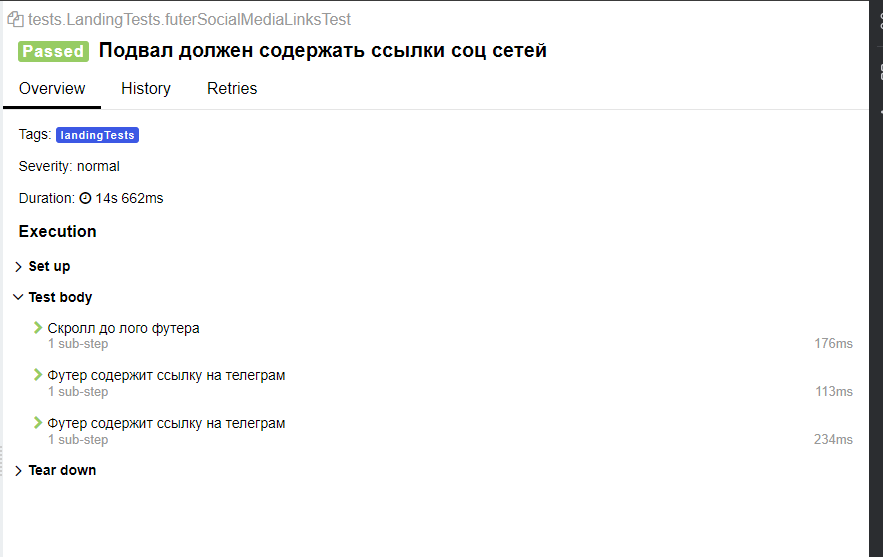 tests.LandingTests.futerSocialMediaLinksTest
Passed Подвал должен содержать ссылки соц сетей
Overview History Retries
Tags: landingTests
Severity: normal
Duration: 14s 662ms
Execution
Set up
Test body
Скролл до лого футера
1 sub-step 176ms
Футер содержит ссылку на телеграм
1 sub-step 113ms
Футер содержит ссылку на телеграм
1 sub-step 234ms
Tear down